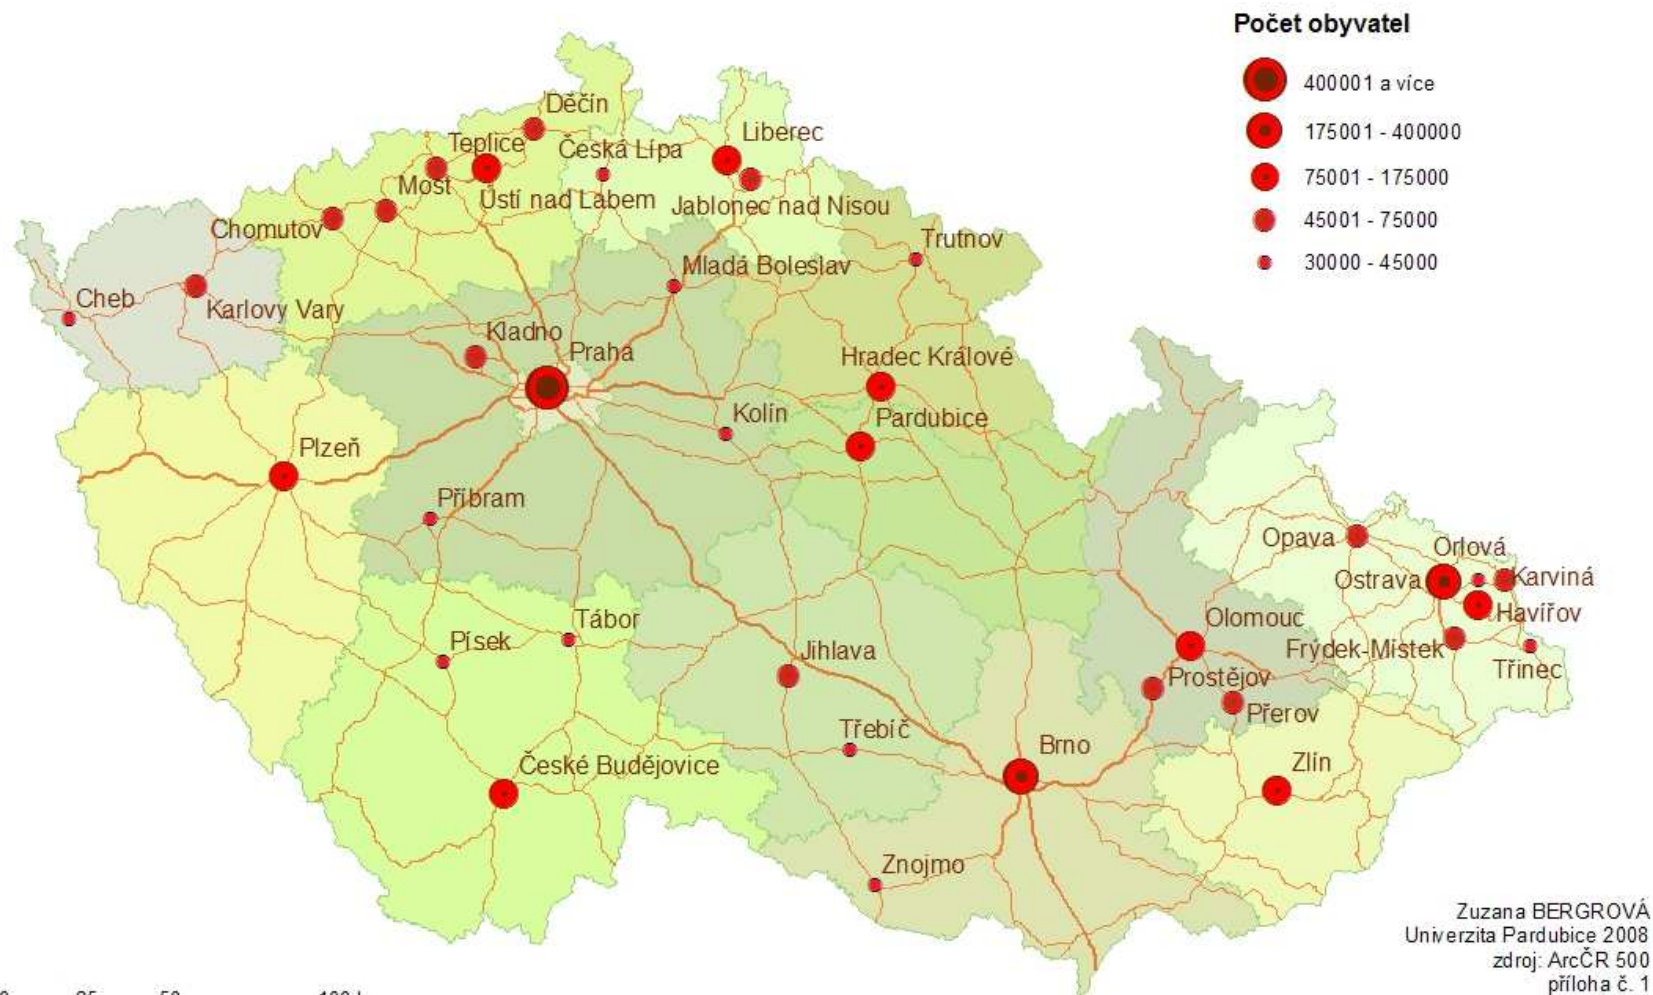 Počet obyvatel
400001 a více
175001 - 400000
75001 - 175000
45001 - 75000
30000 - 45000
Děčín
Teplice
Česká Lípa
Liberec
Most
Ústí nad Labem
Jablonec nad Nisou
Chomutov
Trutnov
Mladá Boleslav
Cheb
Karlovy Vary
Kladno
Praha
Hradec Králové
Kolín
Pardubice
Plzeň
Příbram
Opava
Orlová
Ostrava
Karviná
Havířov
Olomouc
Tábor
Písek
Jihlava
Frýdek-Místek
Třinec
Prostějov
Přerov
Třebíč
Brno
České Budějovice
Zlín
Znojmo
Zuzana BERGROVÁ
Univerzita Pardubice 2008
zdroj: ArcČR 500
příloha č. 1